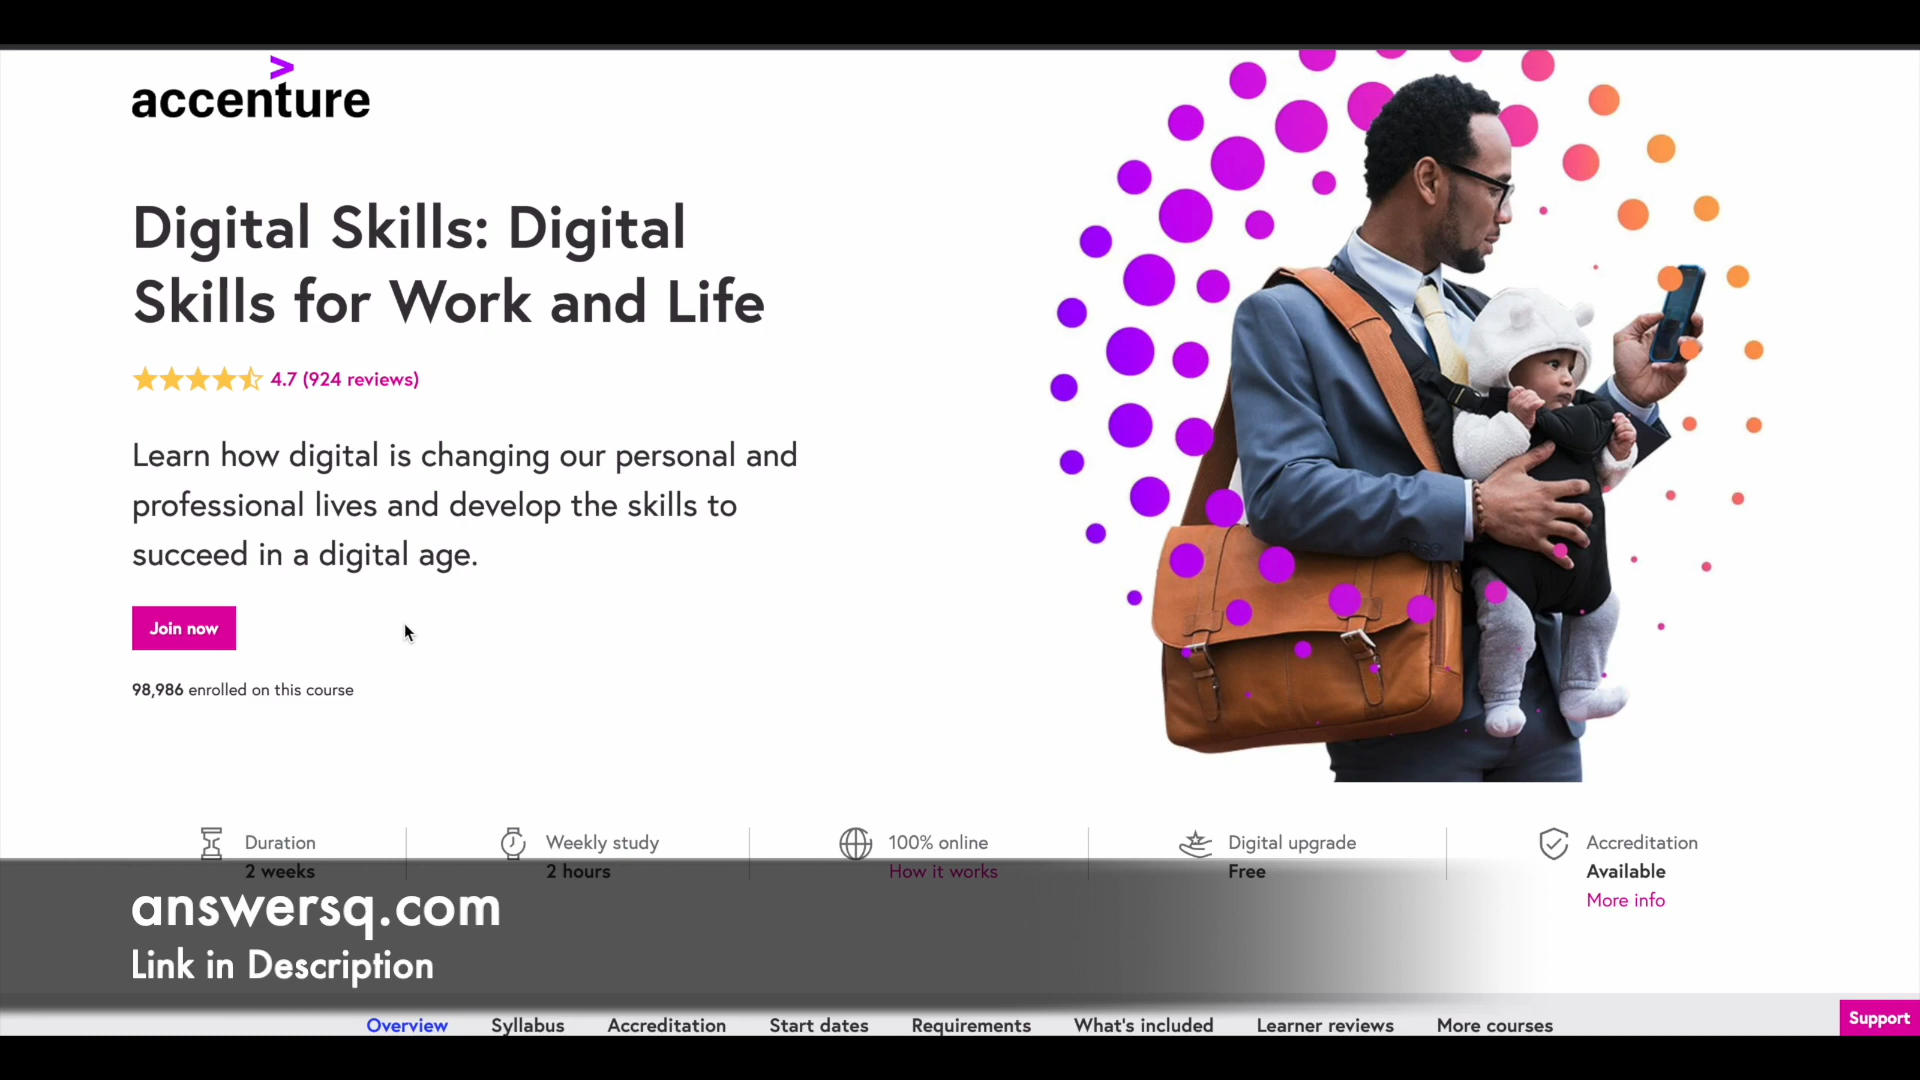 accenture
Digital Skills: Digital
Skills for Work and Life
4.7 (924 reviews)
Learn how digital is changing our personal and
professional lives and develop the skills to
succeed in a digital age.
Join now
98,986 enrolled on this course
Duration
2 weeks
Weekly study
2 hours
100% online
How it works
Digital upgrade
Free
Accreditation
Available
More info
answersq.com
Link in Description
Overview
Syllabus
Accreditation
Start dates
Requirements
What's included
Learner reviews
More courses
Support